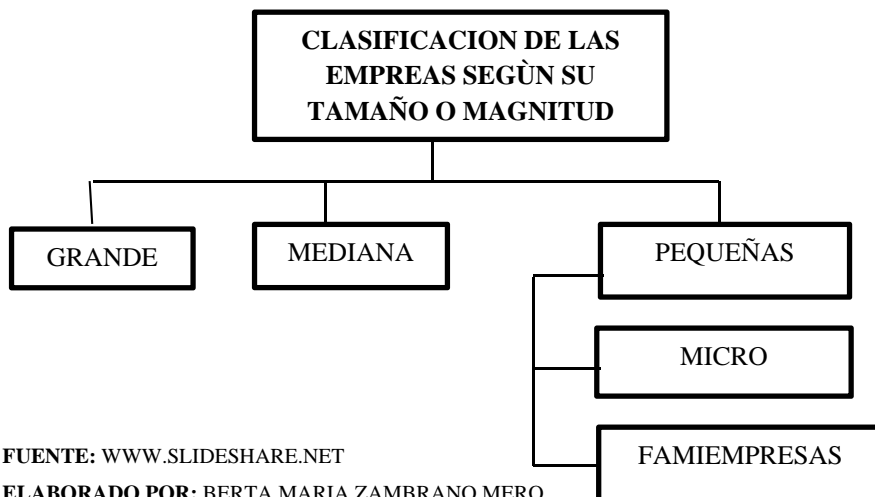 CLASIFICACION DE LAS
EMPREAS SEGÙN SU
TAMAÑO O MAGNITUD
GRANDE
MEDIANA
PEQUEÑAS
MICRO
FAMIEMPRESAS
FUENTE: WWW.SLIDESHARE.NET
ELABORADO POR: BERTA MARIA ZAMBRANO MERO